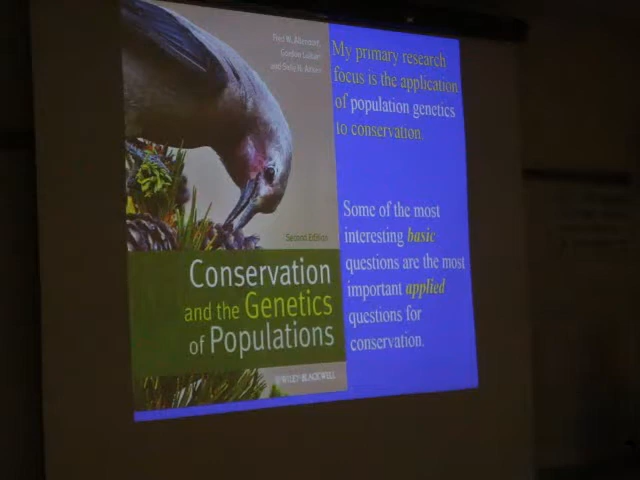 Fred W. Allendorf,
Gordon Luikart
and Sally N. Aitken
Second Edition
Conservation
and the Genetics
of Populations
WILEY-BLACKWELL
My primary research
focus is the application
of population genetics
to conservation.
Some of the most
interesting basic
questions are the most
important applied
questions for
conservation.